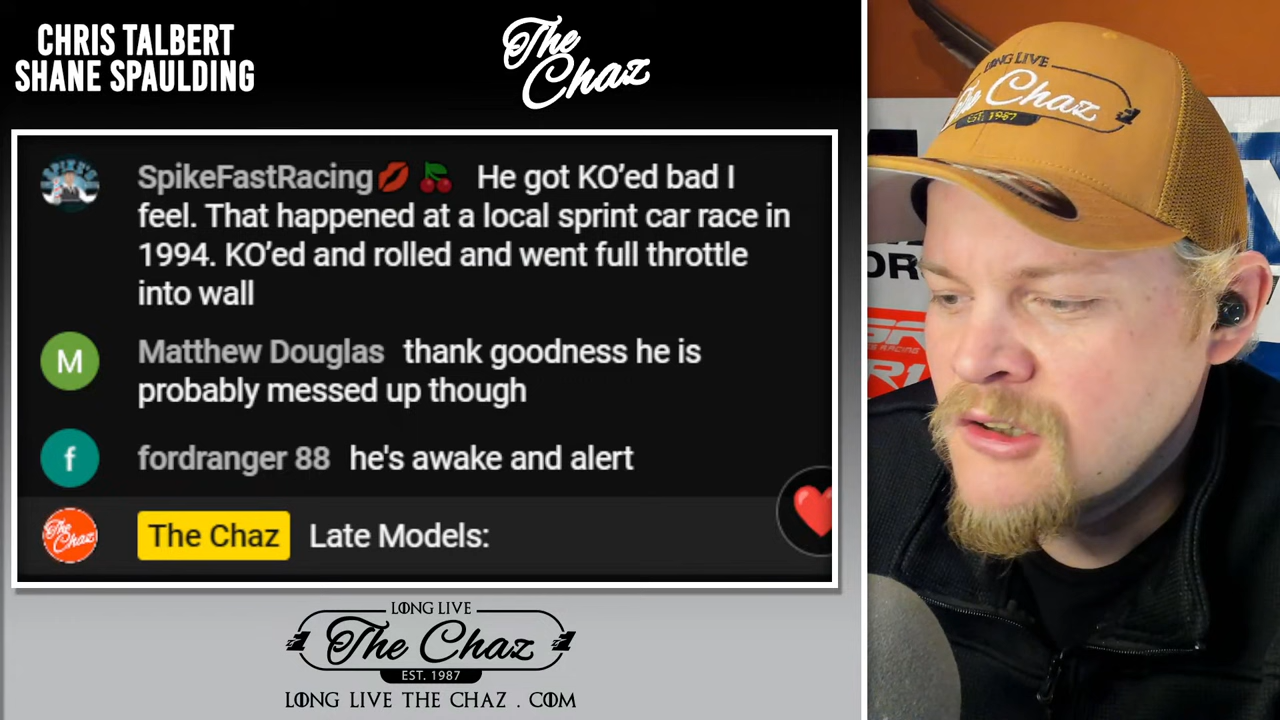 CHRIS TALBERT
SHANE SPAULDING
The
Chaz
SpikeFastRacing He got KO’ed bad I
feel. That happened at a local sprint car race in
1994. KO’ed and rolled and went full throttle
into wall
M
Matthew Douglas thank goodness he is
probably messed up though
f
fordranger 88 he's awake and alert
The Chaz
The Chaz Late Models:
LONG LIVE
The Chaz
EST. 1987
LONG LIVE THE CHAZ . COM
LONG LIVE
The Chaz
EST. 1987